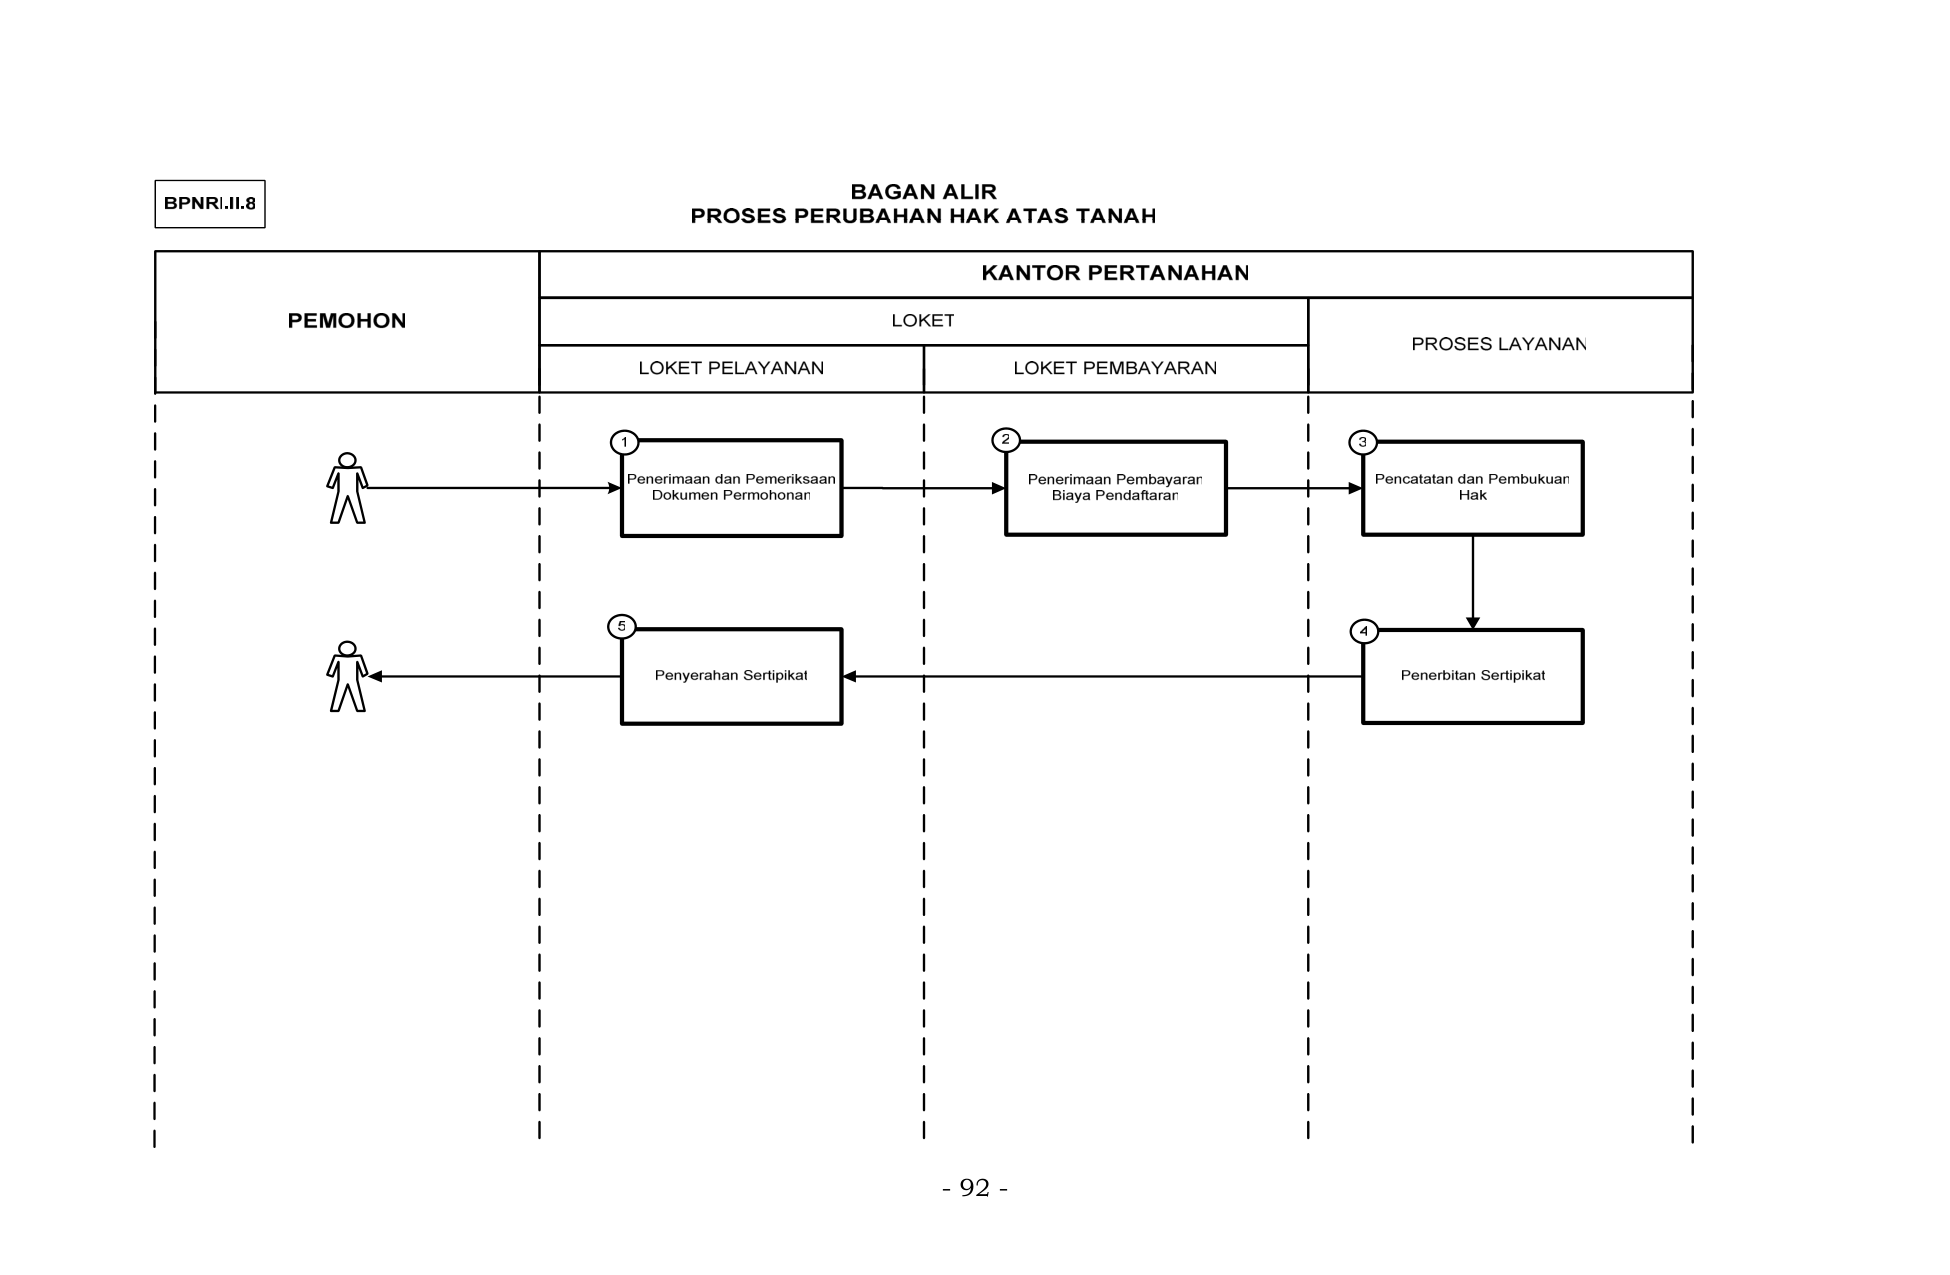 BPNRI.II.8
BAGAN ALIR
PROSES PERUBAHAN HAK ATAS TANAH
PEMOHON
KANTOR PERTANAHAN
LOKET
PROSES LAYANAN
LOKET PELAYANAN
LOKET PEMBAYARAN
1
Penerimaan dan Pemeriksaan
Dokumen Permohonan
2
Penerimaan Pembayaran
Biaya Pendaftaran
3
Pencatatan dan Pembukuan
Hak
4
Penerbitan Sertipikat
5
Penyerahan Sertipikat
- 92 -